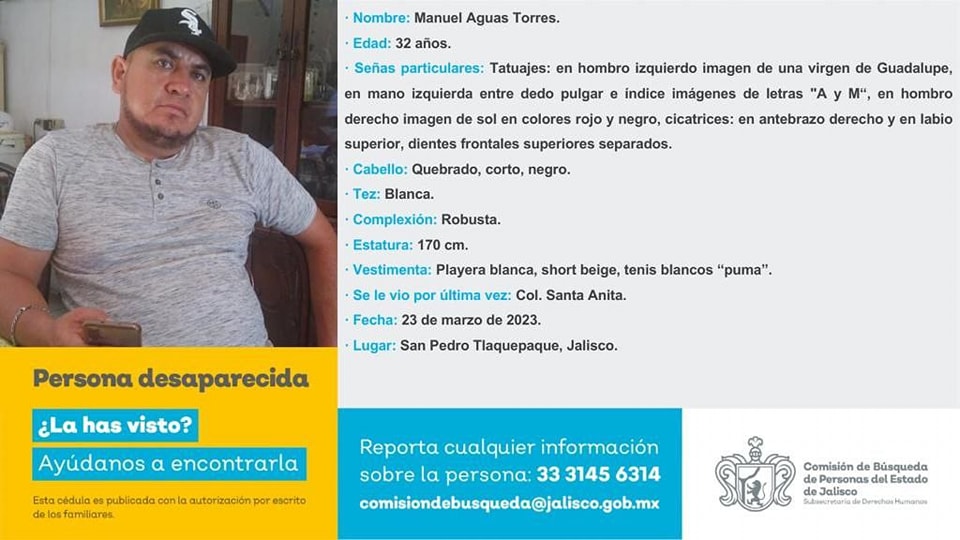 · Nombre: Manuel Aguas Torres.
· Edad: 32 años.
· Señas particulares: Tatuajes: en hombro izquierdo imagen de una virgen de Guadalupe,
en mano izquierda entre dedo pulgar e índice imágenes de letras "A y M“, en hombro
derecho imagen de sol en colores rojo y negro, cicatrices: en antebrazo derecho y en labio
superior, dientes frontales superiores separados.
· Cabello: Quebrado, corto, negro.
· Tez: Blanca.
· Complexión: Robusta.
· Estatura: 170 cm.
· Vestimenta: Playera blanca, short beige, tenis blancos “puma”.
· Se le vio por última vez: Col. Santa Anita.
· Fecha: 23 de marzo de 2023.
· Lugar: San Pedro Tlaquepaque, Jalisco.
Persona desaparecida
¿La has visto?
Ayúdanos a encontrarla
Esta cédula es publicada con la autorización por escrito
de los familiares.
Reporta cualquier información
sobre la persona: 33 3145 6314
comisiondebusqueda@jalisco.gob.mx
Comisión de Búsqueda
de Personas del Estado
de Jalisco
Subsecretaría de Derechos Humanos